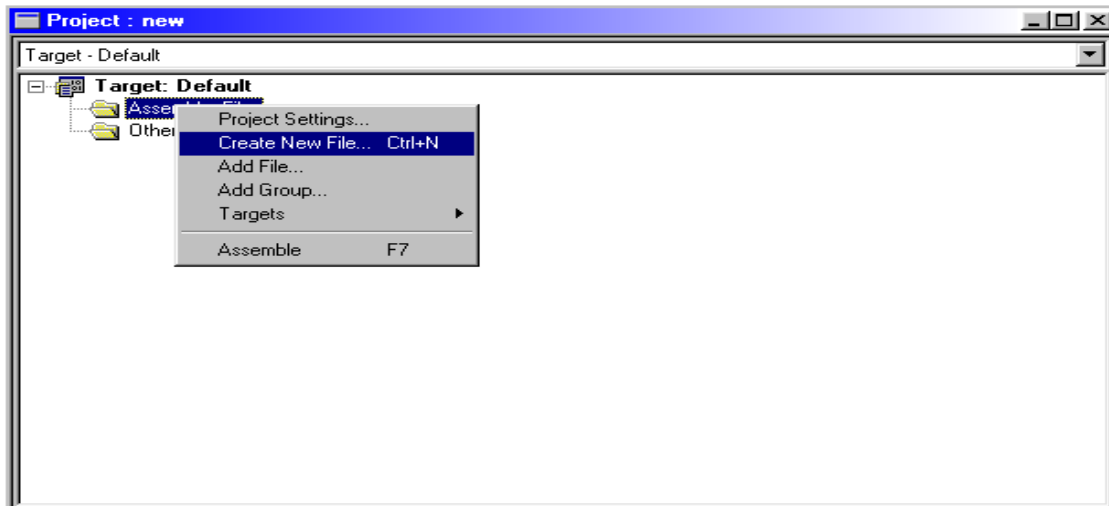 Project : new
Target - Default
Target: Default
Other
Project Settings...
Create New File... Ctrl+N
Add File...
Add Group...
Targets
Assemble F7